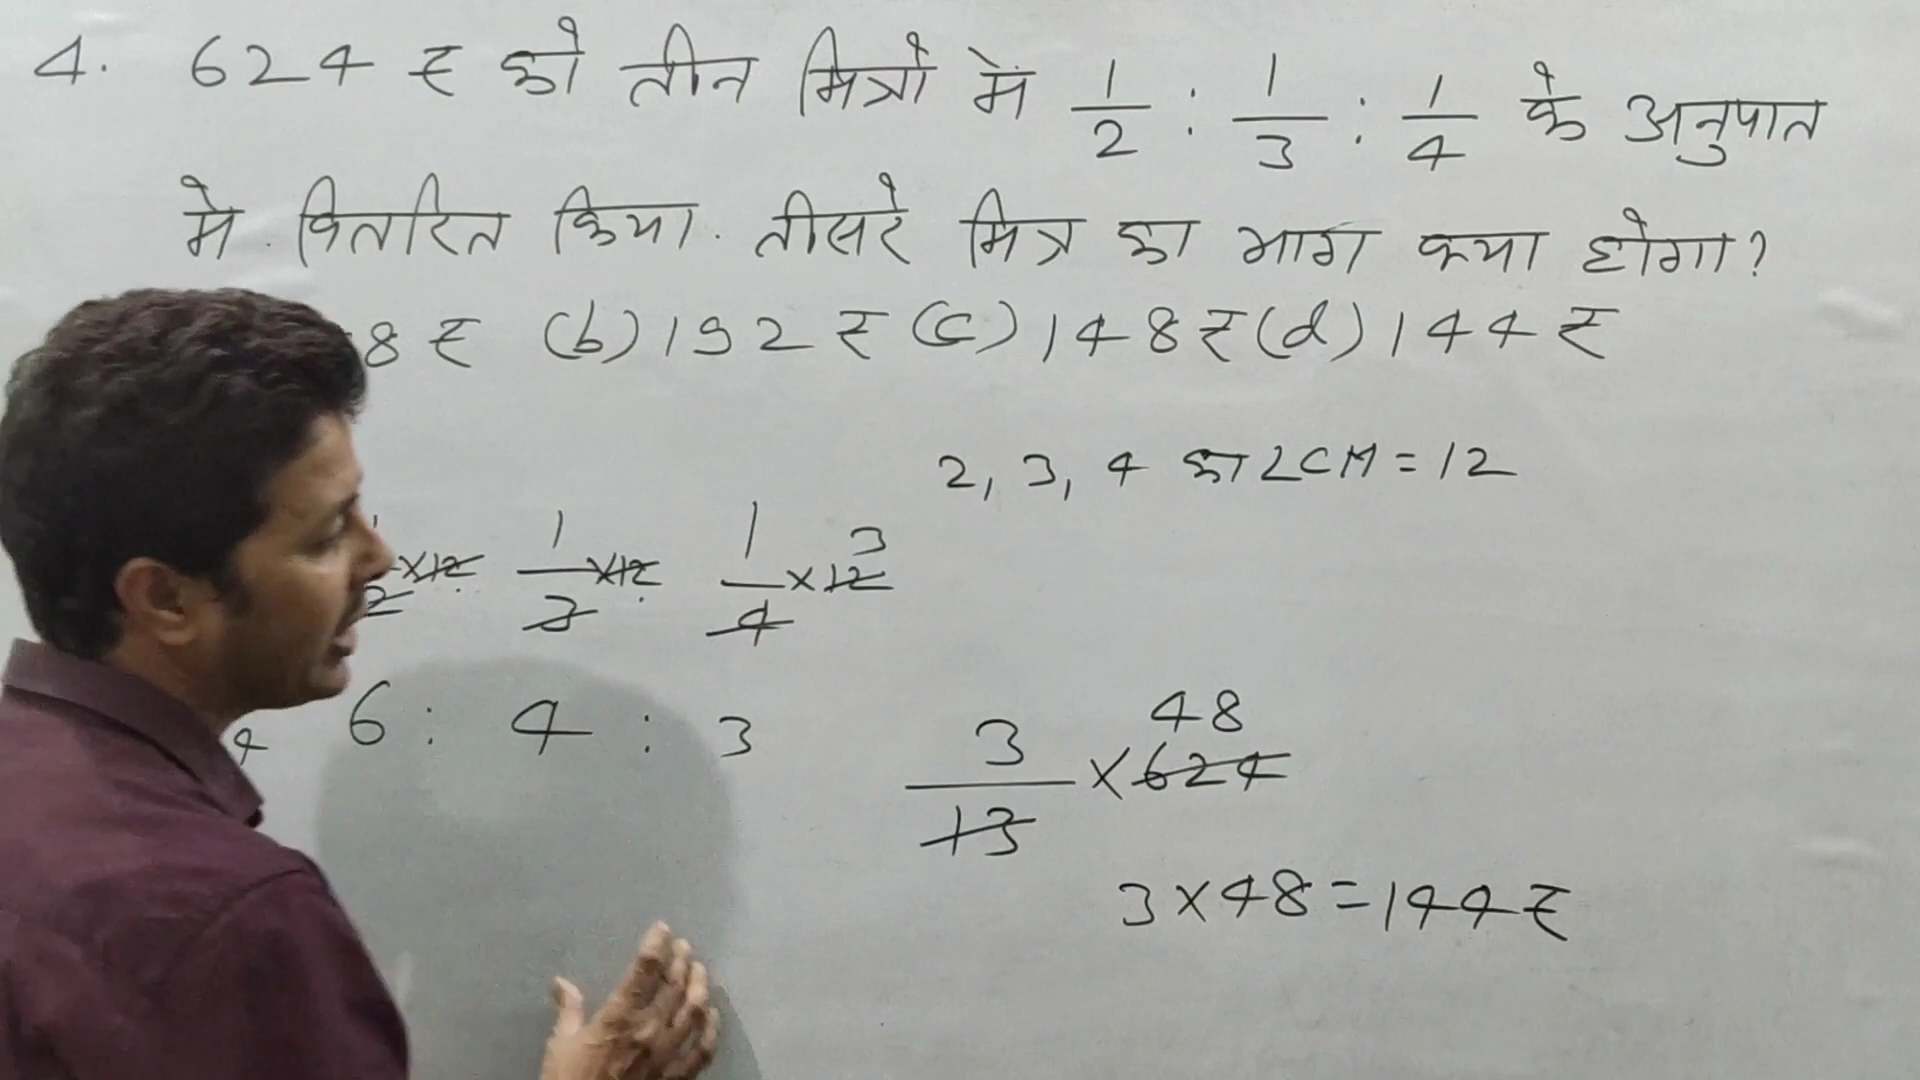 4. 624 ₹ को तीन मित्रो में 1/2 : 1/3 : 1/4 के अनुपात
मे वितरित किया. तीसरे मित्र का भाग क्या होगा?
8 ₹ (b) 192 ₹ (c) 148 ₹ (d) 144 ₹
2, 3, 4 का LCM = 12
2 ×12 1/3 ×12 1/4 ×12 3
6 : 4 : 3
3/13 × 624 48
3 × 48 = 144 ₹